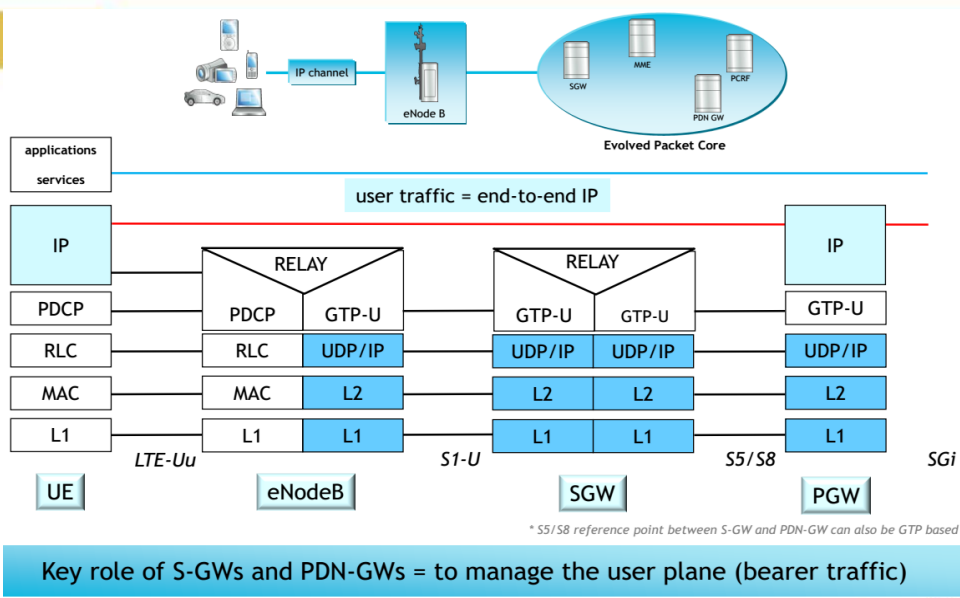 IP channel
eNode B
SGW
MME
PCRF
PDN GW
Evolved Packet Core
applications
services
user traffic = end-to-end IP
IP
IP
RELAY
RELAY
PDCP
PDCP
GTP-U
GTP-U
GTP-U
GTP-U
RLC
RLC
UDP/IP
UDP/IP
UDP/IP
UDP/IP
MAC
MAC
L2
L2
L2
L2
L1
L1
L1
L1
L1
L1
LTE-Uu
S1-U
S5/S8
SGi
UE
eNodeB
SGW
PGW
* S5/S8 reference point between S-GW and PDN-GW can also be GTP based
Key role of S-GWs and PDN-GWs = to manage the user plane (bearer traffic)